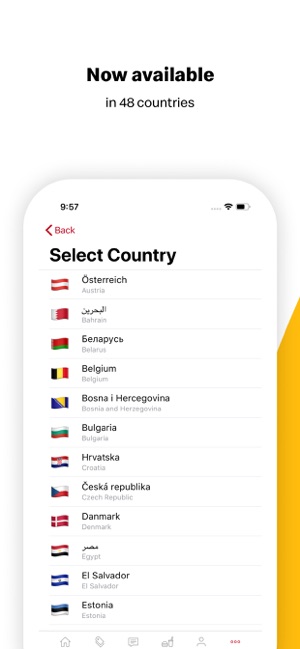 Now available
in 48 countries
9:57
Back
Select Country
Österreich
Austria
البحرين
Bahrain
Беларусь
Belarus
Belgium
Belgium
Bosna i Hercegovina
Bosnia and Herzegovina
Bulgaria
Bulgaria
Hrvatska
Croatia
Česká republika
Czech Republic
Danmark
Denmark
مصر
Egypt
El Salvador
El Salvador
Estonia
Estonia